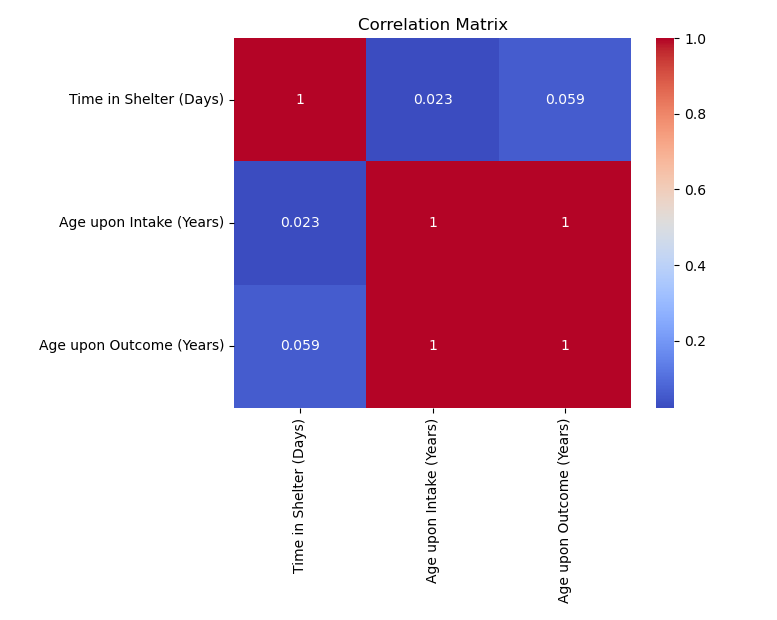 Correlation Matrix
Time in Shelter (Days) 1 0.023 0.059
Age upon Intake (Years) 0.023 1 1
Age upon Outcome (Years) 0.059 1 1
Time in Shelter (Days)
Age upon Intake (Years)
Age upon Outcome (Years)
1.0
0.8
0.6
0.4
0.2